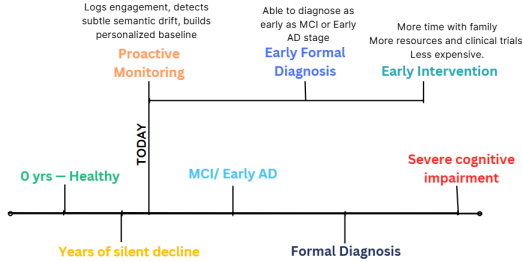 Logs engagement, detects
subtle semantic drift, builds
personalized baseline
Proactive
Monitoring
Able to diagnose as
early as MCI or Early
AD stage
Early Formal
Diagnosis
More time with family
More resources and clinical trials
Less expensive.
Early Intervention
TODAY
0 yrs — Healthy
MCI/ Early AD
Severe cognitive
impairment
Years of silent decline
Formal Diagnosis